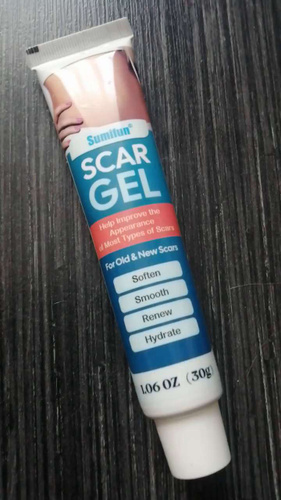 Sumifun®
SCAR
GEL
Help Improve the
Appearance
of Most Types of Scars
For Old & New Scars
Soften
Smooth
Renew
Hydrate
1.06 OZ (30g)